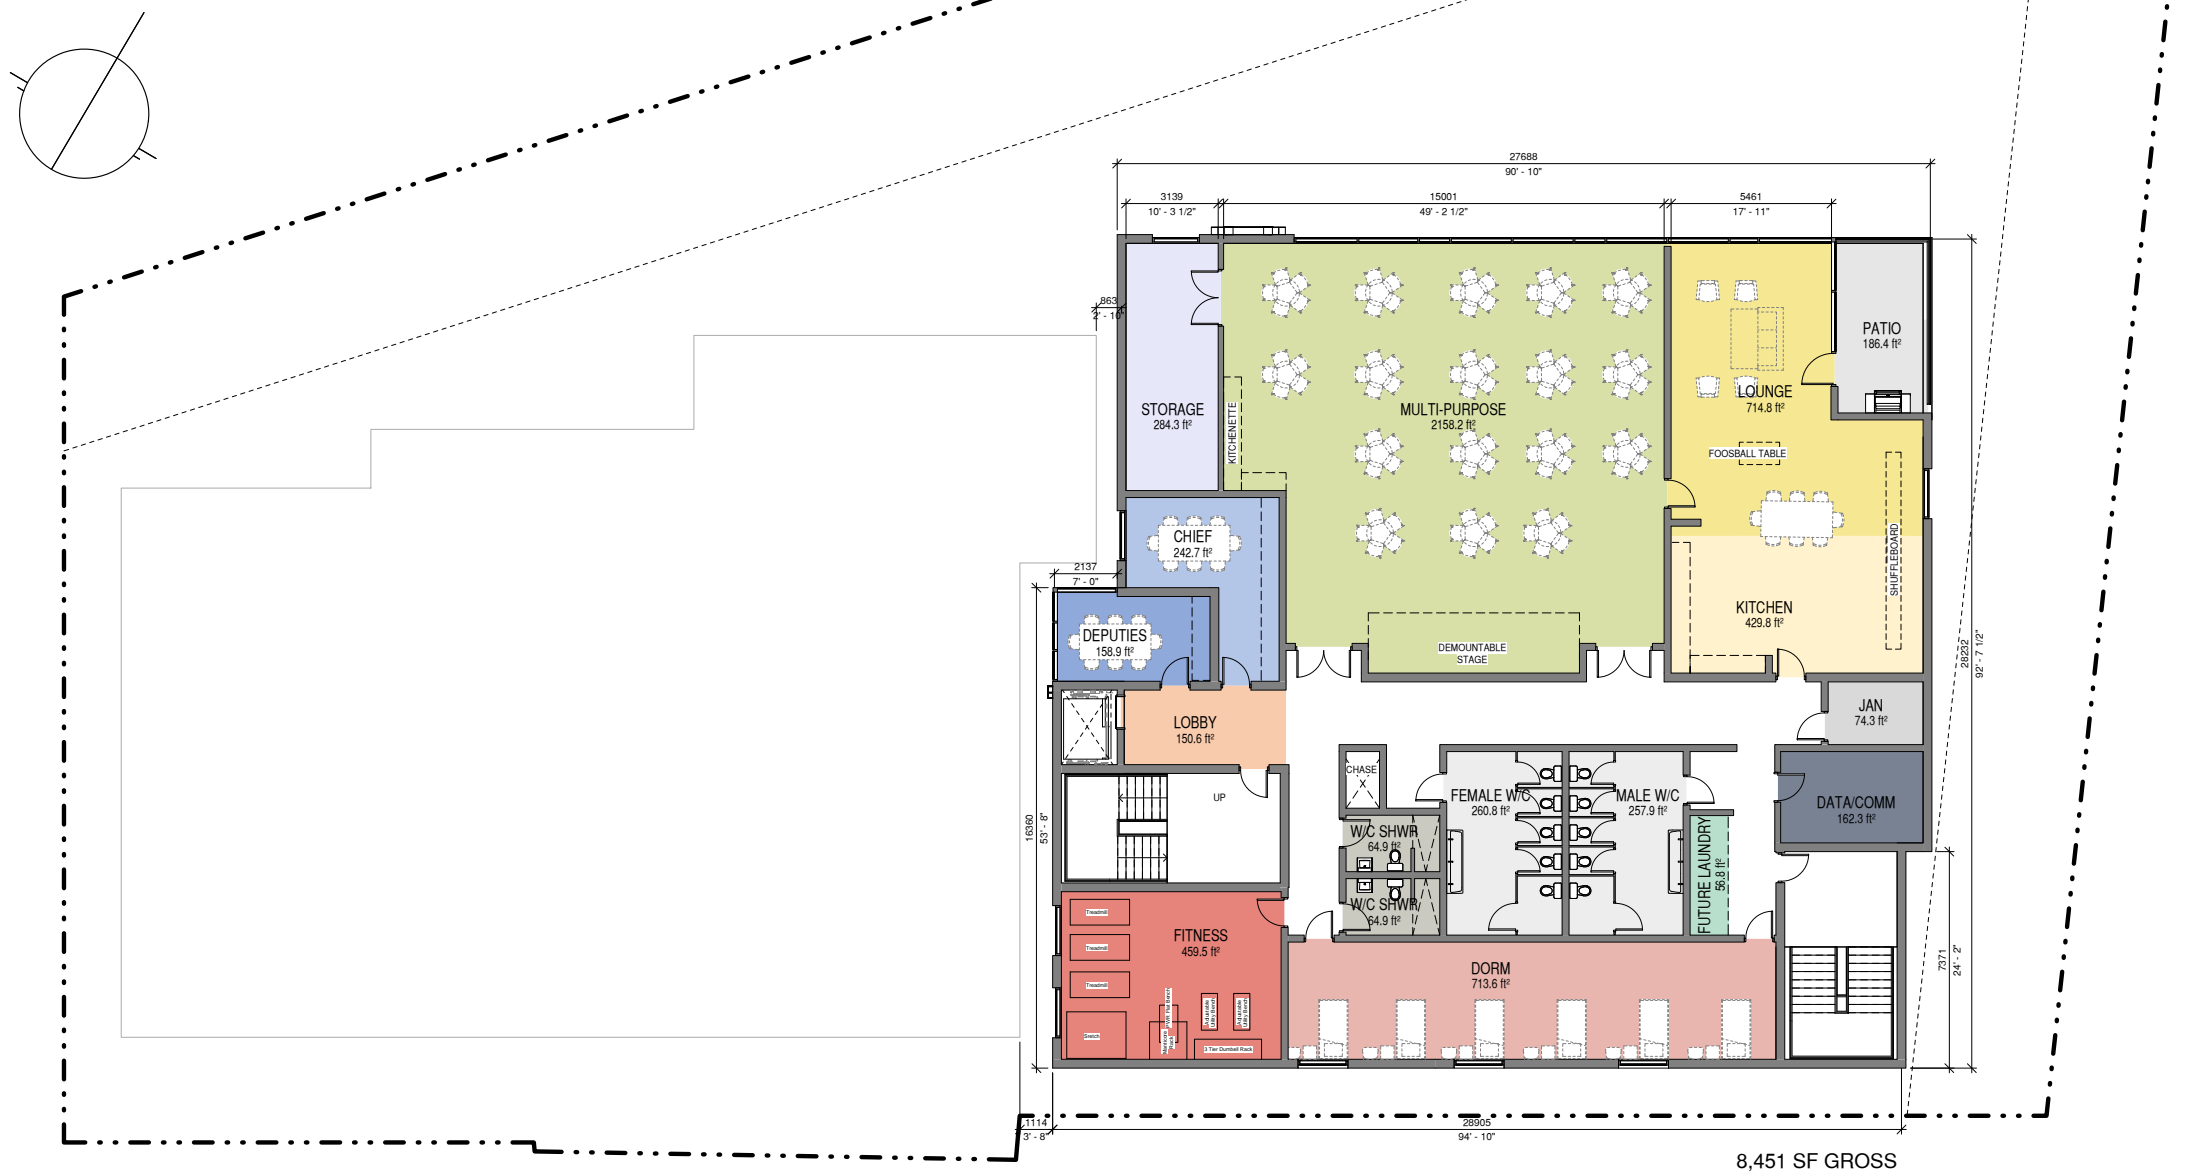 27688
90' - 10"
3139
10' - 3 1/2"
15001
49' - 2 1/2"
5461
17' - 11"
863
2' - 10"
PATIO
186.4 ft²
LOUNGE
714.8 ft²
STORAGE
284.3 ft²
KITCHENETTE
MULTI-PURPOSE
2158.2 ft²
FOOSBALL TABLE
CHIEF
242.7 ft²
SHUFFLEBOARD
2137
7' - 0"
DEPUTIES
158.9 ft²
KITCHEN
429.8 ft²
DEMOUNTABLE
STAGE
28232
92' - 7 1/2"
LOBBY
150.6 ft²
JAN
74.3 ft²
CHASE
UP
FEMALE W/C
260.8 ft²
MALE W/C
257.9 ft²
DATA/COMM
162.3 ft²
16360
53' - 8"
W/C SHWR
64.9 ft²
W/C SHWR
64.9 ft²
FUTURE LAUNDRY
56.8 ft²
Treadmill
Treadmill
Treadmill
FITNESS
459.5 ft²
DORM
713.6 ft²
7371
24' - 2"
Adjustable
Utility Bench
Adjustable
Utility Bench
3 Tier Dumbell Rack
1114
3' - 8"
28905
94' - 10"
8,451 SF GROSS